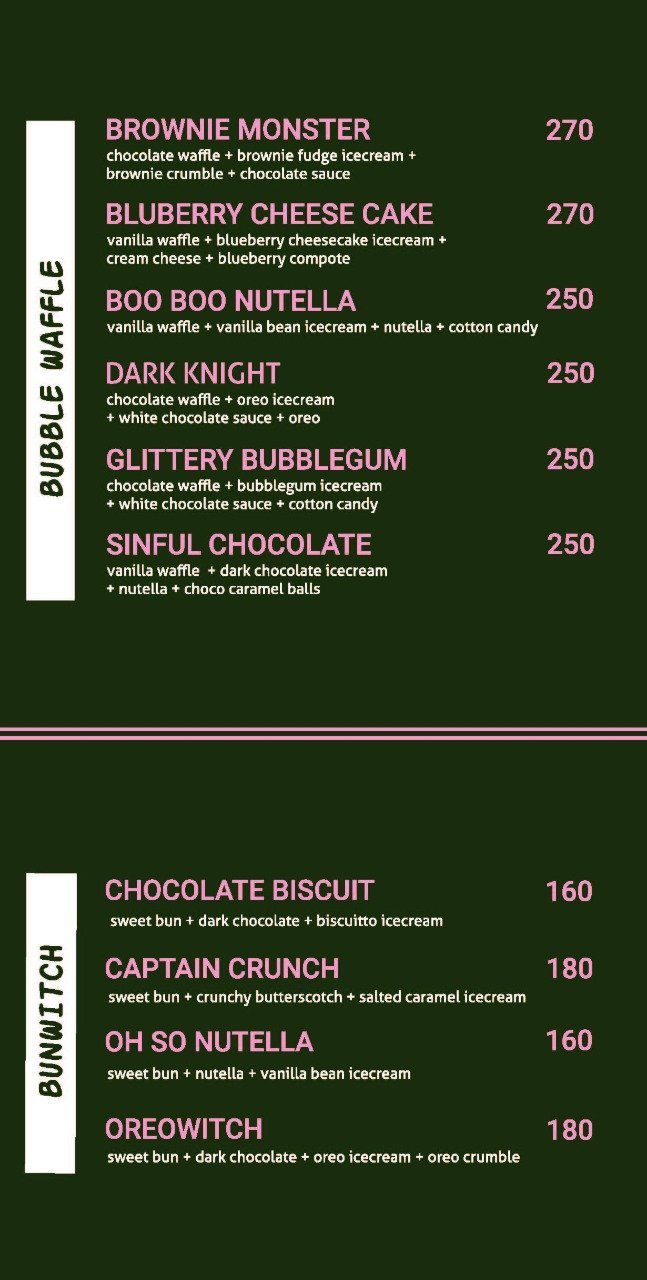 BUBBLE WAFFLE
BROWNIE MONSTER 270
chocolate waffle + brownie fudge icecream +
brownie crumble + chocolate sauce
BLUBERRY CHEESE CAKE 270
vanilla waffle + blueberry cheesecake icecream +
cream cheese + blueberry compote
BOO BOO NUTELLA 250
vanilla waffle + vanilla bean icecream + nutella + cotton candy
DARK KNIGHT 250
chocolate waffle + oreo icecream
+ white chocolate sauce + oreo
GLITTERY BUBBLEGUM 250
chocolate waffle + bubblegum icecream
+ white chocolate sauce + cotton candy
SINFUL CHOCOLATE 250
vanilla waffle + dark chocolate icecream
+ nutella + choco caramel balls
BUNWITCH
CHOCOLATE BISCUIT 160
sweet bun + dark chocolate + biscuitto icecream
CAPTAIN CRUNCH 180
sweet bun + crunchy butterscotch + salted caramel icecream
OH SO NUTELLA 160
sweet bun + nutella + vanilla bean icecream
OREOWITCH 180
sweet bun + dark chocolate + oreo icecream + oreo crumble